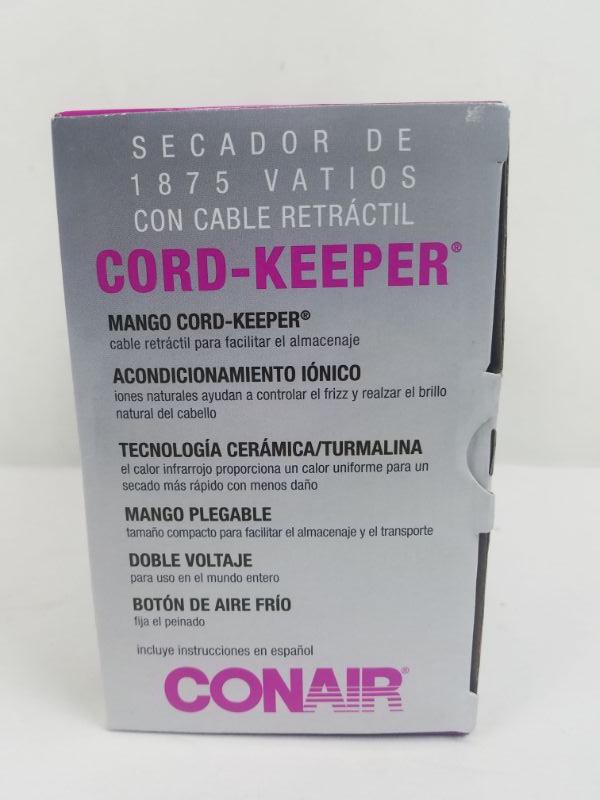 SECADOR DE
1875 VATIOS
CON CABLE RETRÁCTIL
CORD-KEEPER®
MANGO CORD-KEEPER®
cable retráctil para facilitar el almacenaje
ACONDICIONAMIENTO IÓNICO
iones naturales ayudan a controlar el frizz y realzar el brillo
natural del cabello
TECNOLOGÍA CERÁMICA/TURMALINA
el calor infrarrojo proporciona un calor uniforme para un
secado más rápido con menos daño
MANGO PLEGABLE
tamaño compacto para facilitar el almacenaje y el transporte
DOBLE VOLTAJE
para uso en el mundo entero
BOTÓN DE AIRE FRÍO
fija el peinado
incluye instrucciones en español
CONAIR®